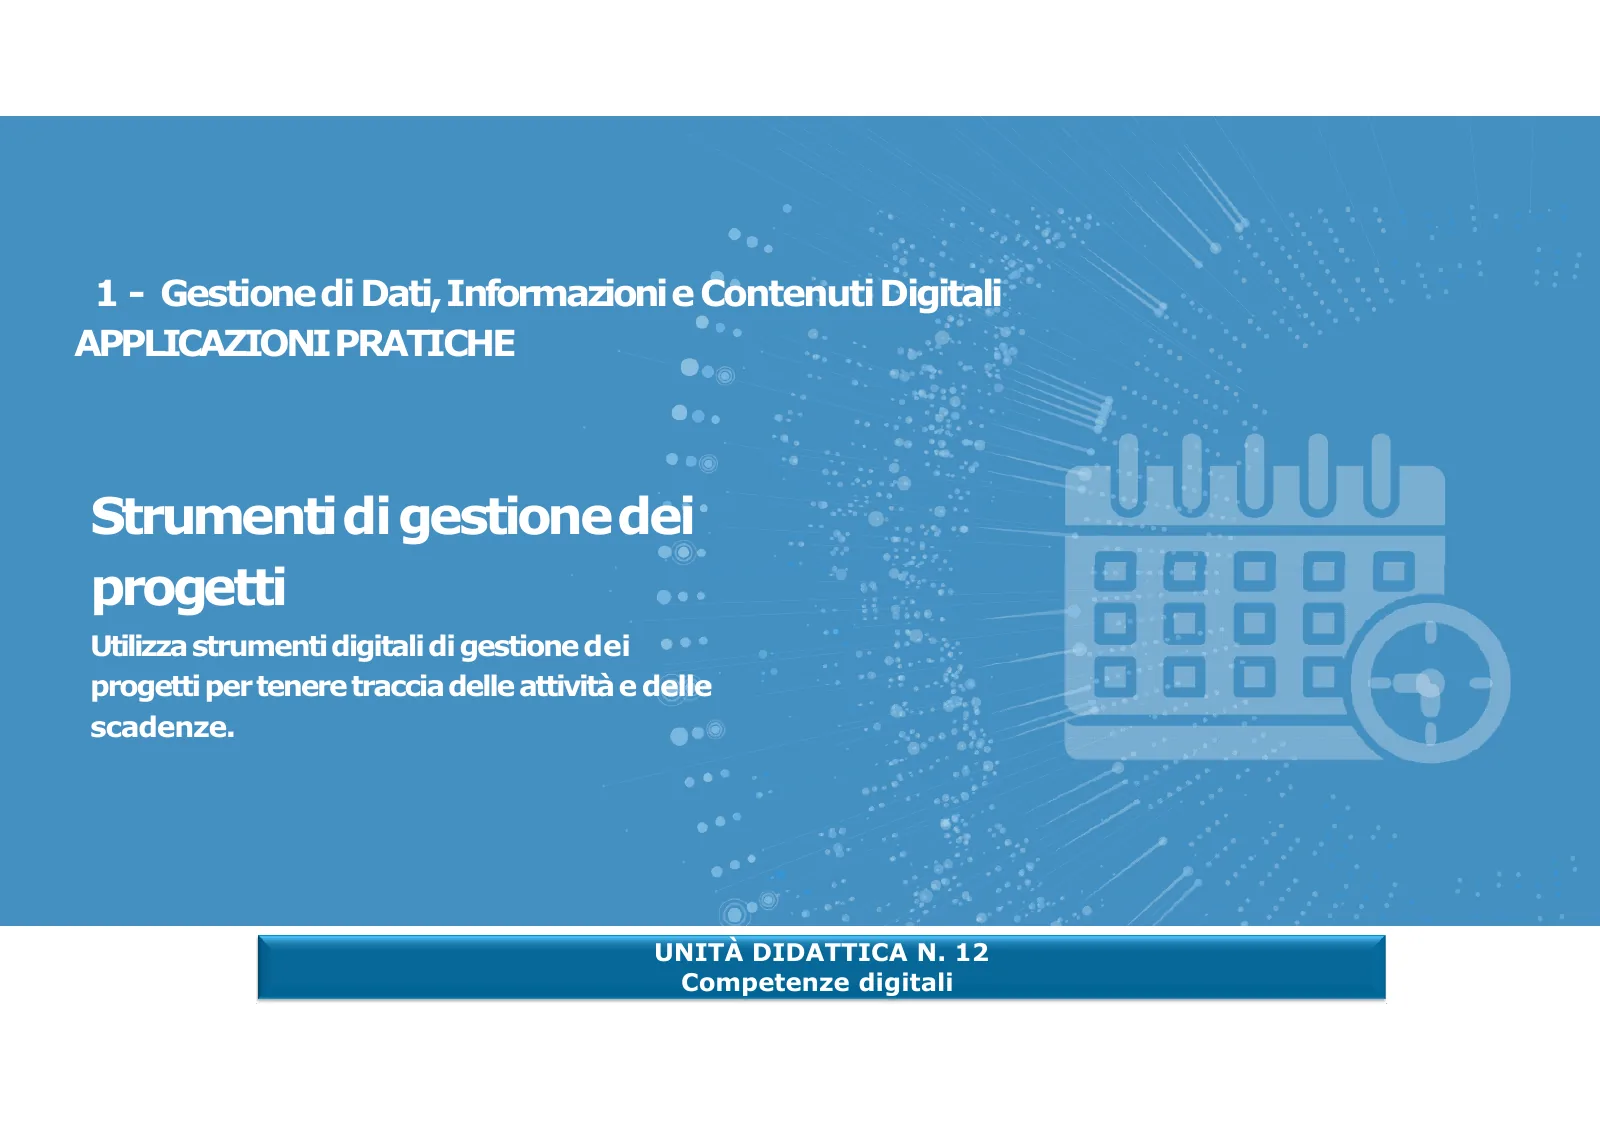 1 - Gestione di Dati, Informazioni e Contenuti Digitali
APPLICAZIONI PRATICHE
Strumenti di gestione dei
progetti
Utilizza strumenti digitali di gestione dei
progetti per tenere traccia delle attività e delle
scadenze.
UNITÀ DIDATTICA N. 12
Competenze digitali